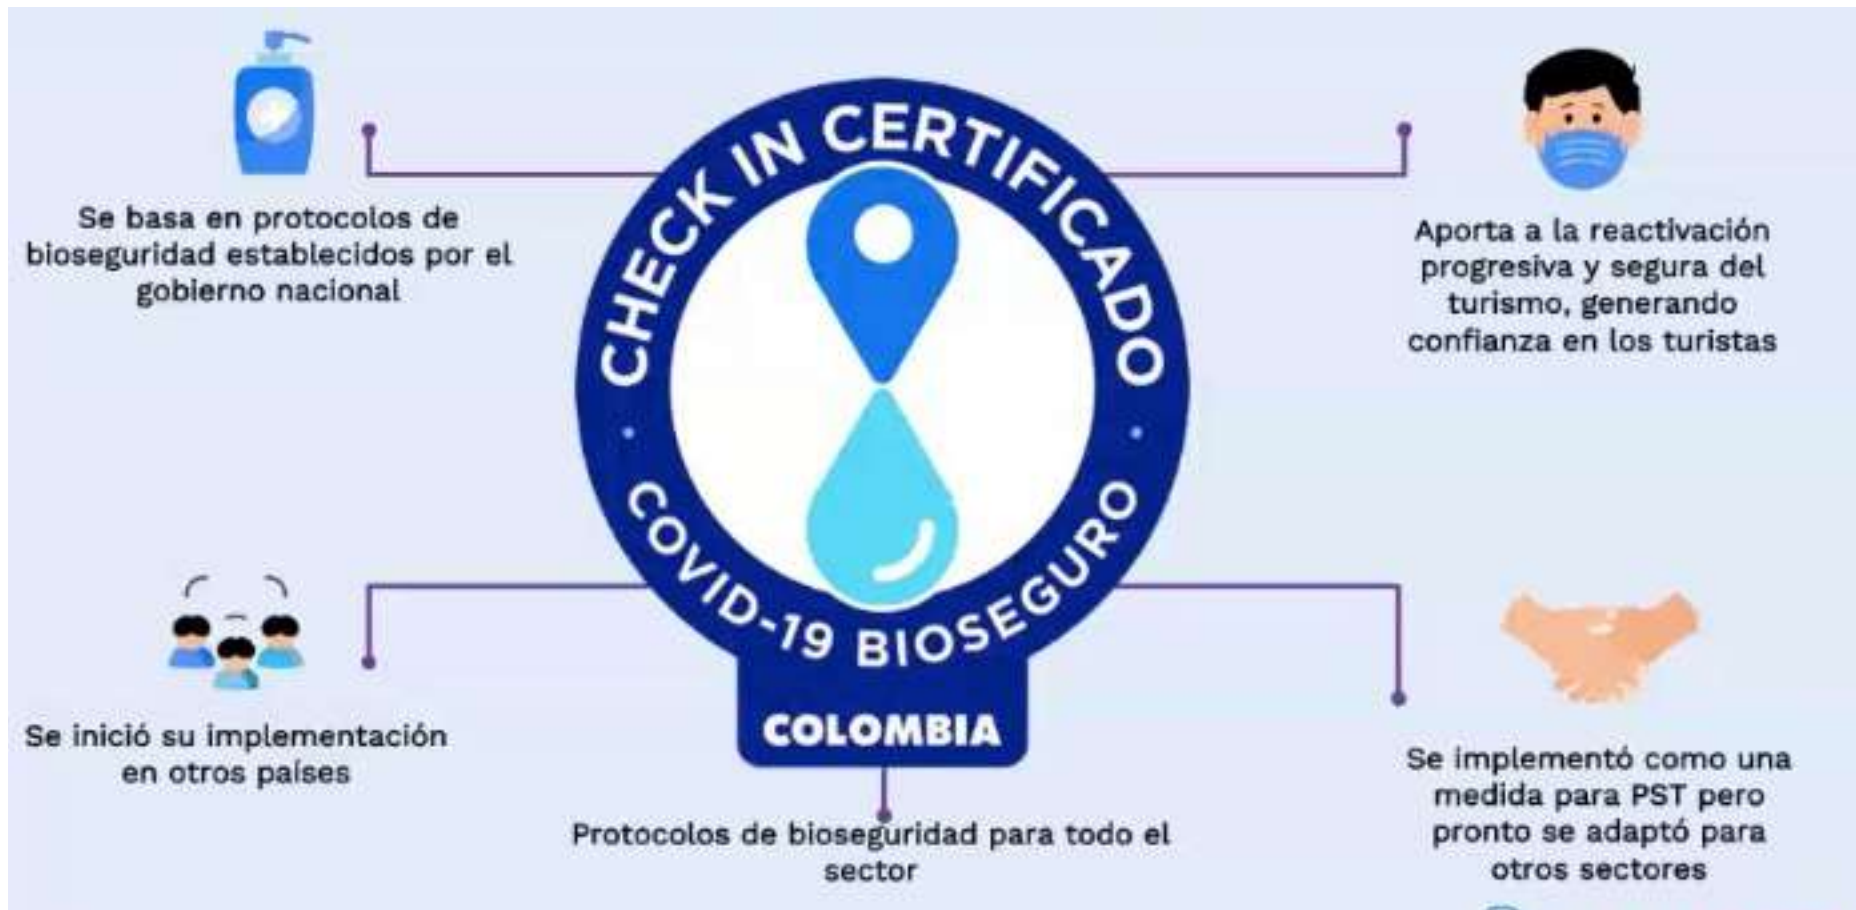 CHECK IN CERTIFICADO
COVID-19 BIOSEGURO
COLOMBIA
Se basa en protocolos de
bioseguridad establecidos por el
gobierno nacional
Aporta a la reactivación
progresiva y segura del
turismo, generando
confianza en los turistas
Se inició su implementación
en otros países
Protocolos de bioseguridad para todo el
sector
Se implementó como una
medida para PST pero
pronto se adaptó para
otros sectores